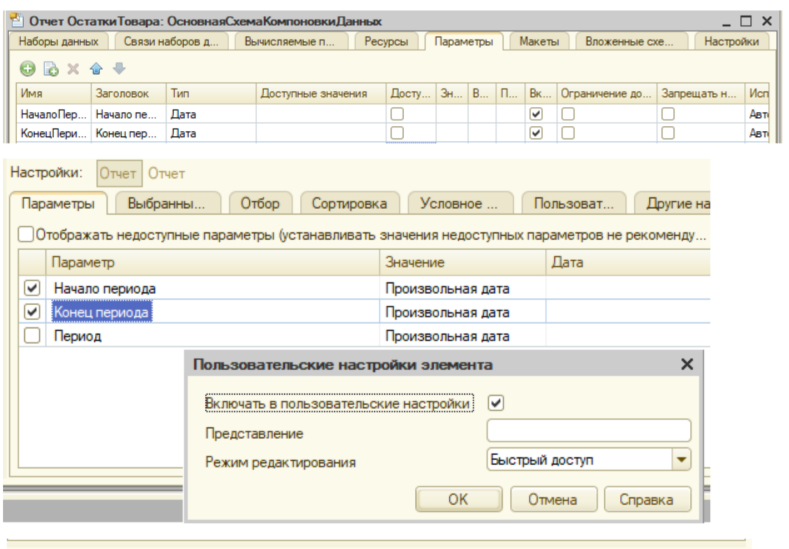 Отчет ОстаткиТовара: ОсновнаяСхемаКомпоновкиДанных
Наборы данных Связи наборов д... Вычисляемые п... Ресурсы Параметры Макеты Вложенные схе... Настройки
Имя Заголовок Тип Доступные значения Досту... Зн... В... П... Вк... Ограничение до... Запрещать н... Исп
НачалоПер... Начало пе... Дата Авто
КонецПери... Конец пер... Дата Авто
Настройки: Отчет Отчет
Параметры Выбранны... Отбор Сортировка Условное ... Пользоват... Другие на
Отображать недоступные параметры (устанавливать значения недоступных параметров не рекоменду...
Параметр Значение Дата
Начало периода Произвольная дата
Конец периода Произвольная дата
Период Произвольная дата
Пользовательские настройки элемента
Включать в пользовательские настройки
Представление
Режим редактирования Быстрый доступ
ОК Отмена Справка